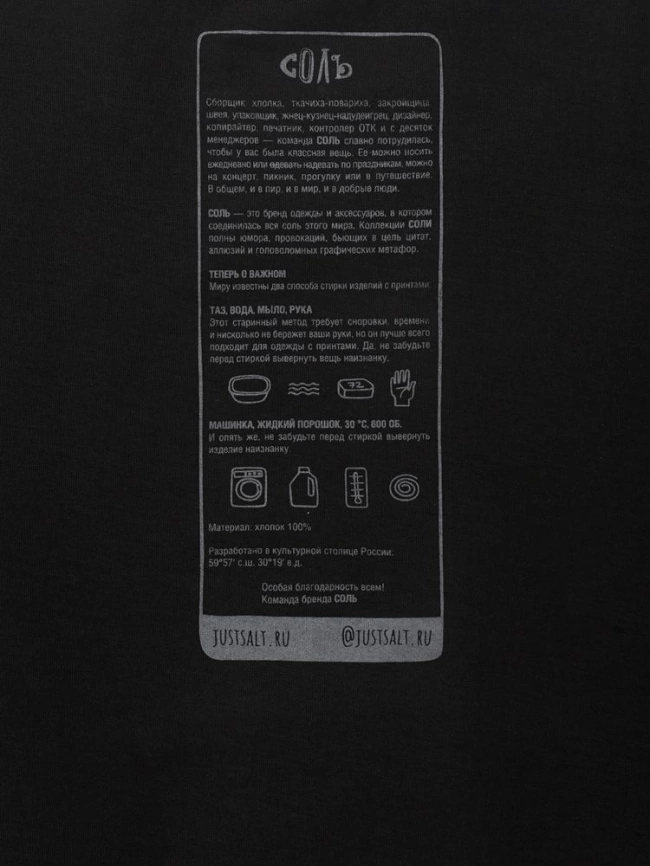 СОЛЬ
Сборщик хлопка, ткачиха-повариха, закройщица,
швея, упаковщик, жнец-кузнец-надудеигрец, дизайнер,
копирайтер, печатник, контролер ОТК и с десяток
менеджеров — команда СОЛЬ славно потрудилась,
чтобы у вас была классная вещь. Ее можно носить
ежедневно или одевать надевать по праздникам, можно
на концерт, пикник, прогулку или в путешествие.
В общем, и в пир, и в мир, и в добрые люди.
СОЛЬ — это бренд одежды и аксессуаров, в котором
соединилась вся соль этого мира. Коллекции СОЛИ
полны юмора, провокаций, бьющих в цель цитат,
аллюзий и головоломных графических метафор.
ТЕПЕРЬ О ВАЖНОМ
Миру известны два способа стирки изделий с принтами:
ТАЗ, ВОДА, МЫЛО, РУКА
Этот старинный метод требует сноровки, времени
и нисколько не бережет ваши руки, но он лучше всего
подходит для одежды с принтами. Да, не забудьте
перед стиркой вывернуть вещь наизнанку.
72
МАШИНКА, ЖИДКИЙ ПОРОШОК, 30 °C, 600 ОБ.
И опять же, не забудьте перед стиркой вывернуть
изделие наизнанку.
Материал: хлопок 100%
Разработано в культурной столице России:
59°57' с.ш. 30°19' в.д.
Особая благодарность всем!
Команда бренда СОЛЬ
JUSTSALT.RU @JUSTSALT.RU